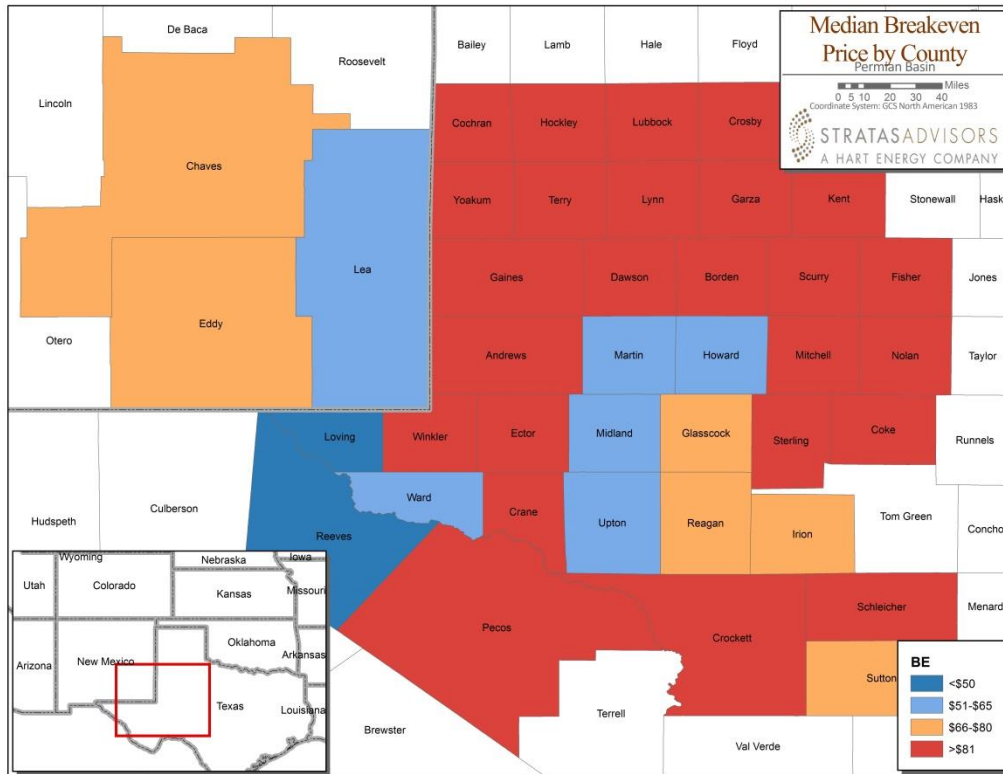 Median Breakeven
Price by County
Permian Basin
Miles
0 5 10 20 30 40
Coordinate System: GCS North American 1983
STRATAS ADVISORS
A HART ENERGY COMPANY
De Baca
Roosevelt
Bailey
Lamb
Hale
Floyd
Lincoln
Cochran
Hockley
Lubbock
Crosby
Chaves
Yoakum
Terry
Lynn
Garza
Kent
Stonewall
Hask
Lea
Gaines
Dawson
Borden
Scurry
Fisher
Jones
Eddy
Otero
Andrews
Martin
Howard
Mitchell
Nolan
Taylor
Loving
Winkler
Ector
Midland
Glasscock
Sterling
Coke
Runnels
Hudspeth
Culberson
Reeves
Ward
Crane
Upton
Reagan
Irion
Tom Green
Concho
Pecos
Crockett
Schleicher
Menard
Sutton
Brewster
Terrell
Val Verde
Wyoming
Nebraska
Iowa
Utah
Colorado
Kansas
Missouri
Arizona
New Mexico
Oklahoma
Arkansas
Texas
Louisiana
BE
<$50
$51-$65
$66-$80
>$81